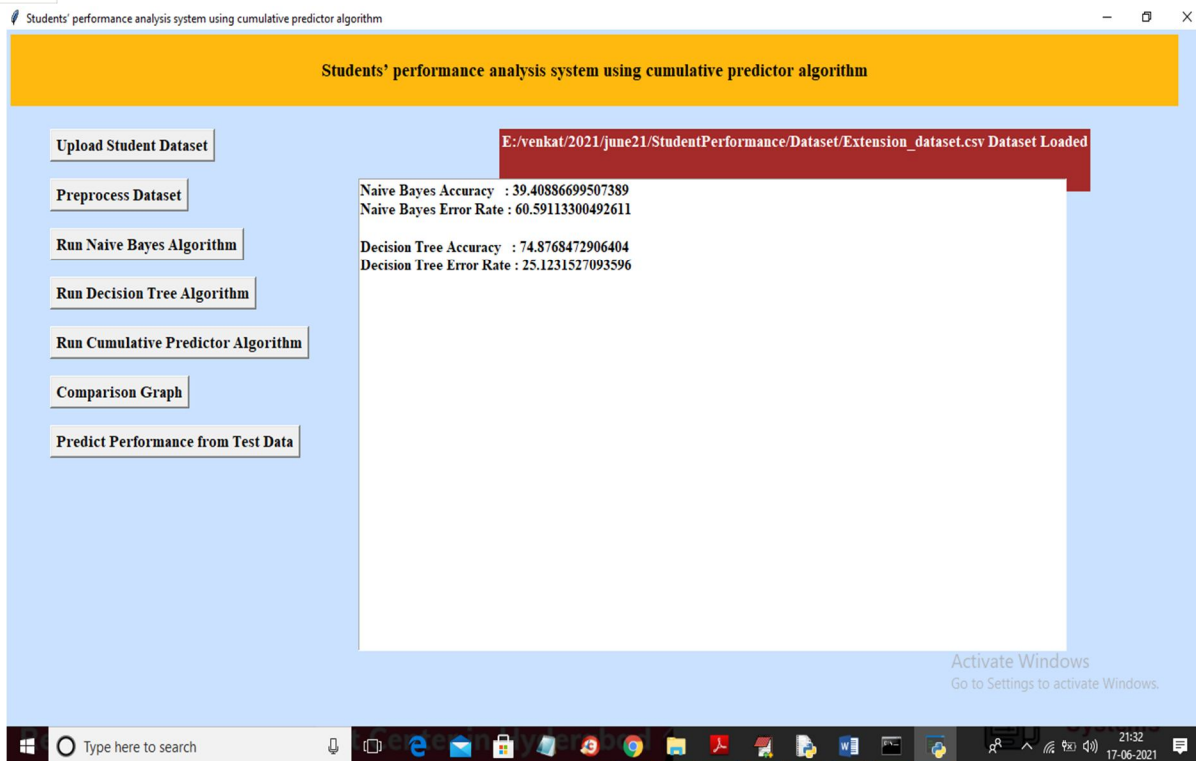 Students' performance analysis system using cumulative predictor algorithm
Students' performance analysis system using cumulative predictor algorithm
Upload Student Dataset
E:/venkat/2021/june21/StudentPerformance/Dataset/Extension_dataset.csv Dataset Loaded
Preprocess Dataset
Run Naive Bayes Algorithm
Run Decision Tree Algorithm
Run Cumulative Predictor Algorithm
Comparison Graph
Predict Performance from Test Data
Naive Bayes Accuracy : 39.40886699507389
Naive Bayes Error Rate : 60.59113300492611
Decision Tree Accuracy : 74.8768472906404
Decision Tree Error Rate : 25.1231527093596
Activate Windows
Go to Settings to activate Windows.
Type here to search
21:32
17-06-2021